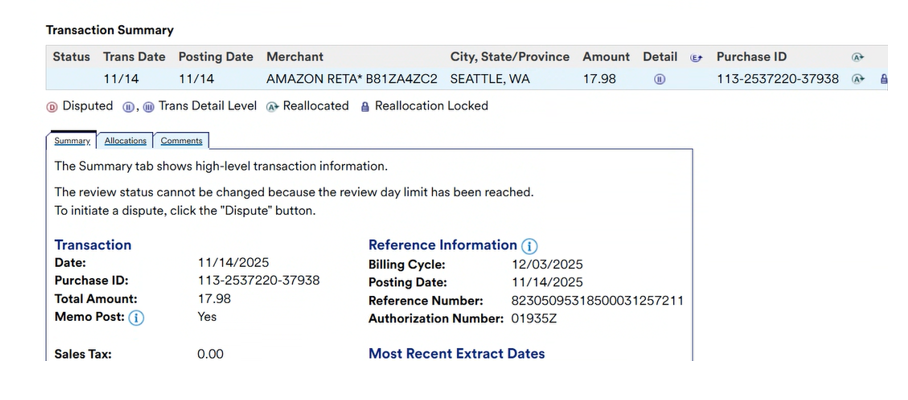 Transaction Summary
Status Trans Date Posting Date Merchant City, State/Province Amount Detail Purchase ID
11/14 11/14 AMAZON RETA* B81ZA4ZC2 SEATTLE, WA 17.98 113-2537220-37938
D Disputed II, III Trans Detail Level A Reallocated Reallocation Locked
Summary Allocations Comments
The Summary tab shows high-level transaction information.
The review status cannot be changed because the review day limit has been reached.
To initiate a dispute, click the "Dispute" button.
Transaction
Date: 11/14/2025
Purchase ID: 113-2537220-37938
Total Amount: 17.98
Memo Post: Yes
Sales Tax: 0.00
Reference Information
Billing Cycle: 12/03/2025
Posting Date: 11/14/2025
Reference Number: 82305095318500031257211
Authorization Number: 01935Z
Most Recent Extract Dates